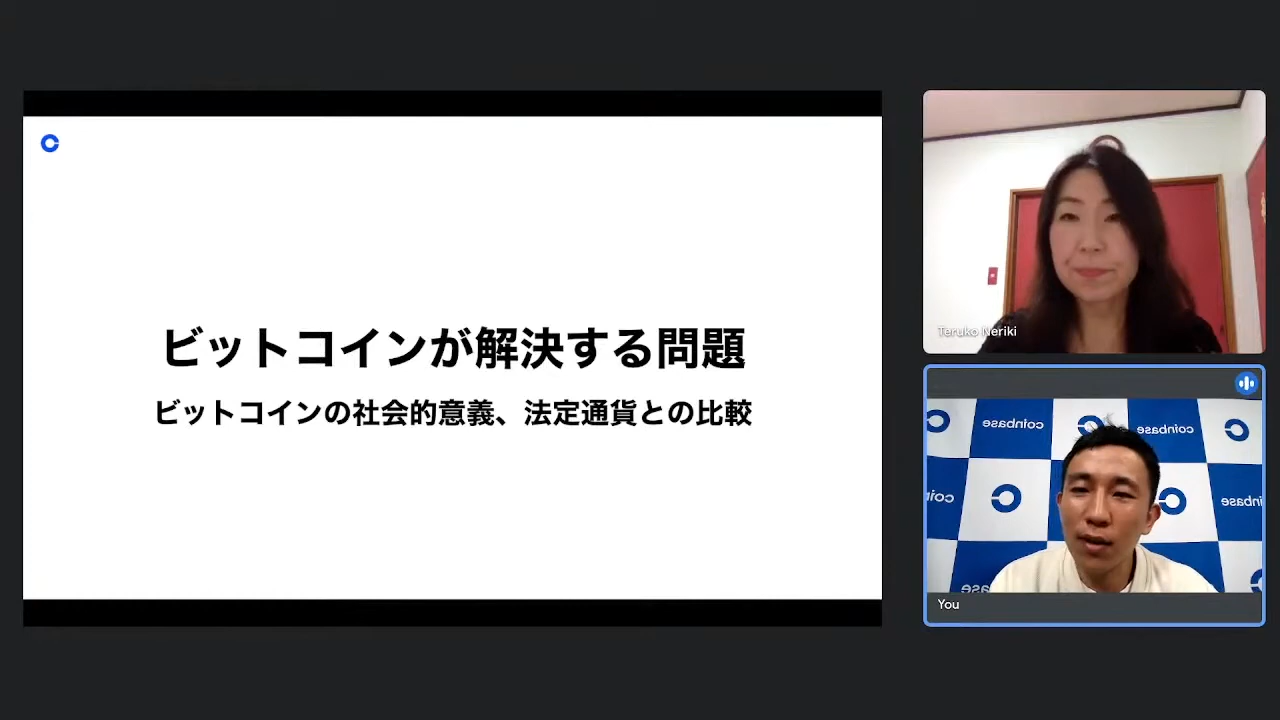 ビットコインが解決する問題
ビットコインの社会的意義、法定通貨との比較
Teruko Neriki
coinbase
coinbase
coinbase
You